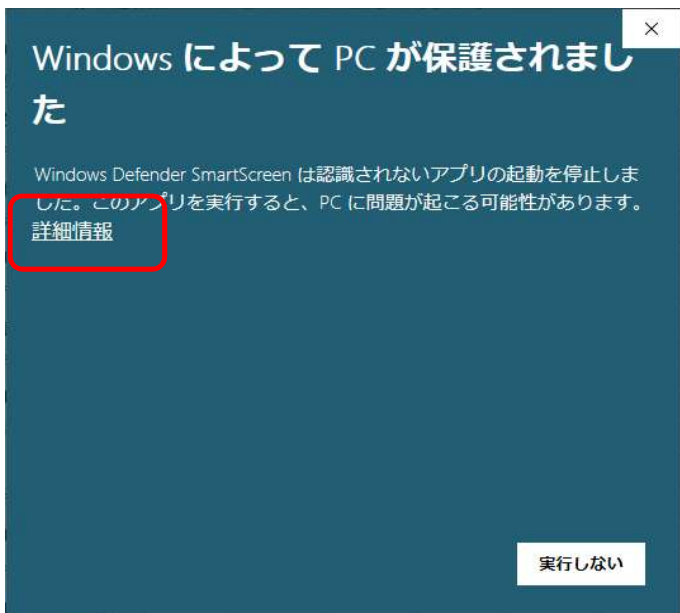 Windows によって PC が保護されまし
た
Windows Defender SmartScreen は認識されないアプリの起動を停止しま
した。このアプリを実行すると、PC に問題が起こる可能性があります。
詳細情報
実行しない